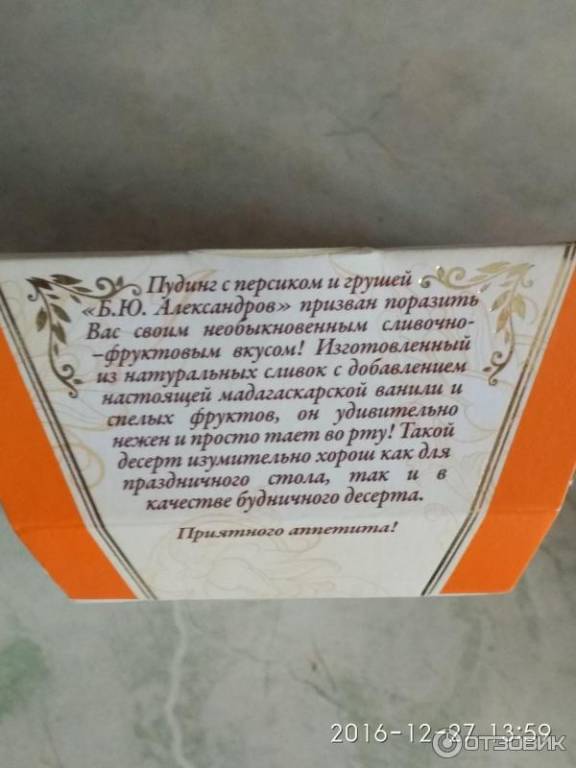 Пудинг с персиком и грушей
«Б.Ю. Александров» призван поразить
Вас своим необыкновенным сливочно-
-фруктовым вкусом! Изготовленный
из натуральных сливок с добавлением
настоящей мадагаскарской ванили и
спелых фруктов, он удивительно
нежен и просто тает во рту! Такой
десерт изумительно хорош как для
праздничного стола, так и в
качестве будничного десерта.
Приятного аппетита!
2016-12-27 13:59
ОТЗОВИК